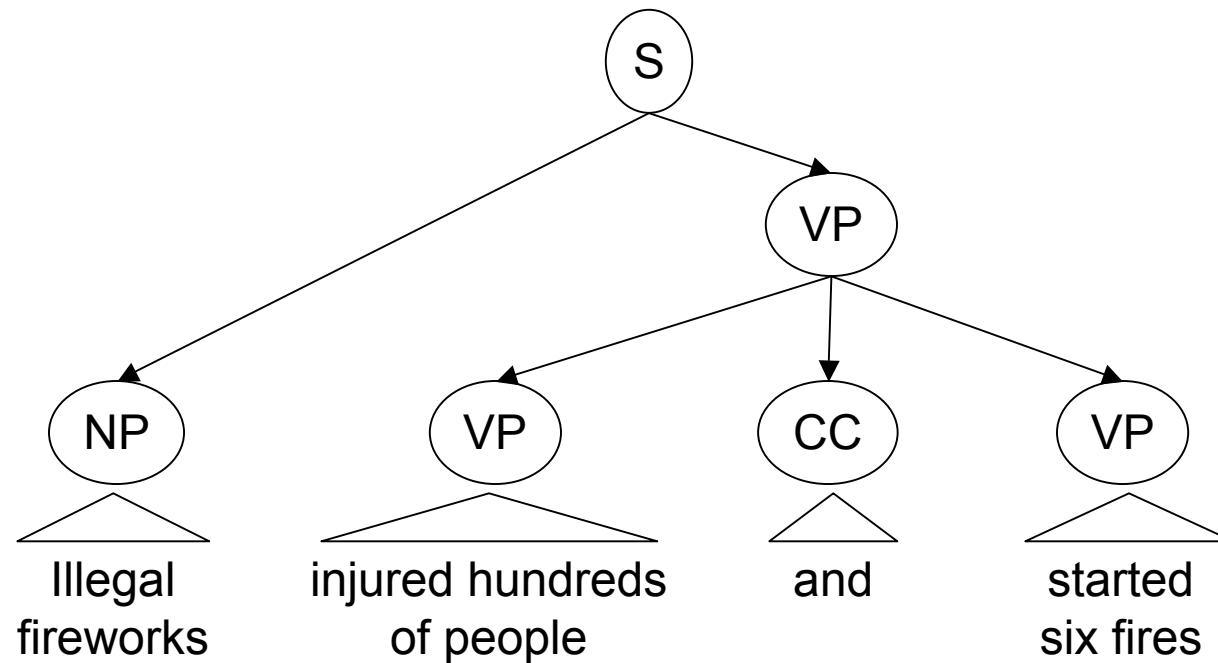 S
VP
NP
VP
CC
VP
Illegal
fireworks
injured hundreds
of people
and
started
six fires